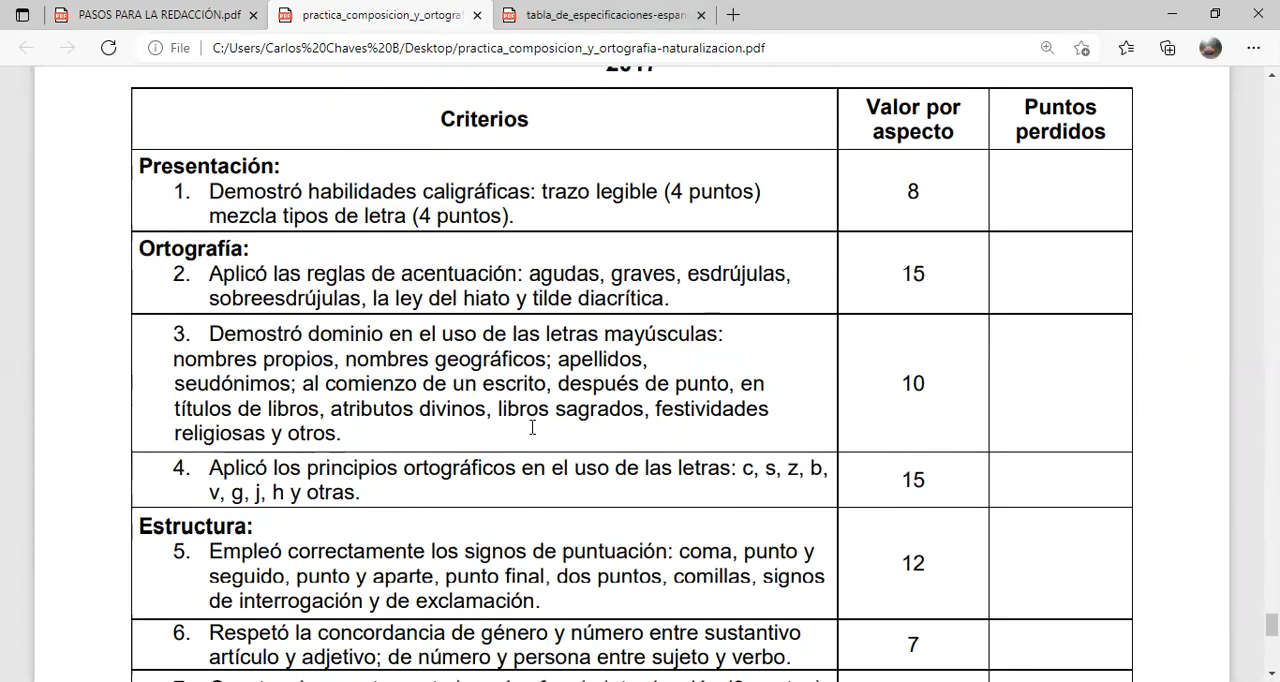 PASOS PARA LA REDACCIÓN.pdf
practica_composicion_y_ortogra
tabla_de_especificaciones-espan
File
C:/Users/Carlos%20Chaves%20B/Desktop/practica_composicion_y_ortografia-naturalizacion.pdf
2017
Criterios
Valor por
aspecto
Puntos
perdidos
Presentación:
1. Demostró habilidades caligráficas: trazo legible (4 puntos)
mezcla tipos de letra (4 puntos).
8
Ortografía:
2. Aplicó las reglas de acentuación: agudas, graves, esdrújulas,
sobreesdrújulas, la ley del hiato y tilde diacrítica.
15
3. Demostró dominio en el uso de las letras mayúsculas:
nombres propios, nombres geográficos; apellidos,
seudónimos; al comienzo de un escrito, después de punto, en
títulos de libros, atributos divinos, libros sagrados, festividades
religiosas y otros.
10
4. Aplicó los principios ortográficos en el uso de las letras: c, s, z, b,
v, g, j, h y otras.
15
Estructura:
5. Empleó correctamente los signos de puntuación: coma, punto y
seguido, punto y aparte, punto final, dos puntos, comillas, signos
de interrogación y de exclamación.
12
6. Respetó la concordancia de género y número entre sustantivo
artículo y adjetivo; de número y persona entre sujeto y verbo.
7